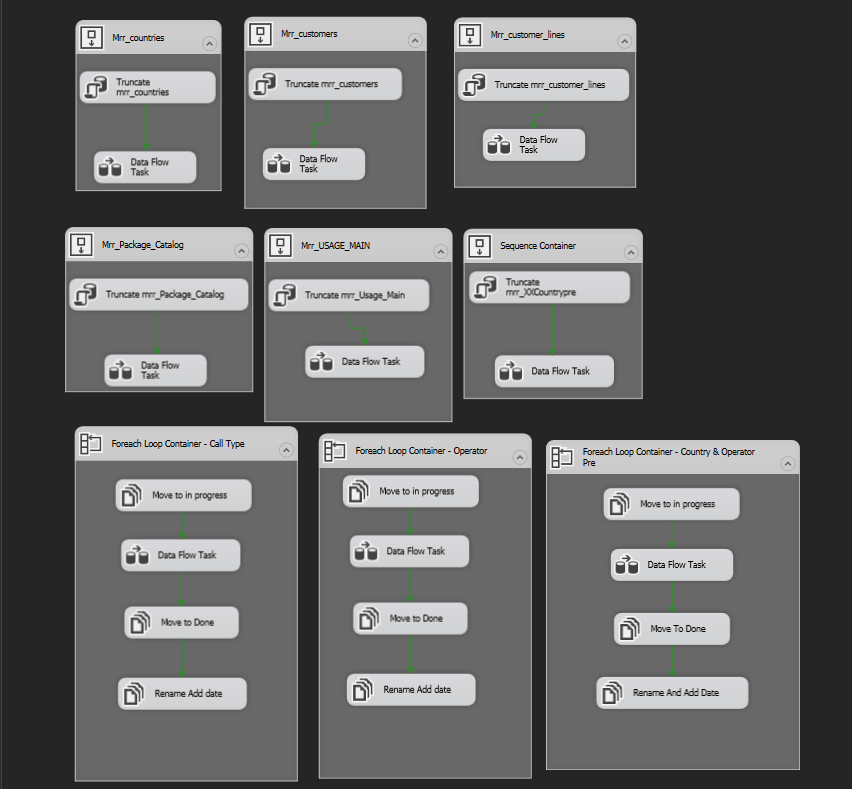 Mrr_countries
Truncate
mrr_countries
Data Flow
Task
Mrr_customers
Truncate mrr_customers
Data Flow
Task
Mrr_customer_lines
Truncate mrr_customer_lines
Data Flow
Task
Mrr_Package_Catalog
Truncate mrr_Package_Catalog
Data Flow
Task
Mrr_USAGE_MAIN
Truncate mrr_Usage_Main
Data Flow Task
Sequence Container
Truncate
mrr_XXCountrypre
Data Flow Task
Foreach Loop Container - Call Type
Move to in progress
Data Flow Task
Move to Done
Rename Add date
Foreach Loop Container - Operator
Move to in progress
Data Flow Task
Move to Done
Rename Add date
Foreach Loop Container - Country & Operator
Pre
Move to in progress
Data Flow Task
Move To Done
Rename And Add Date